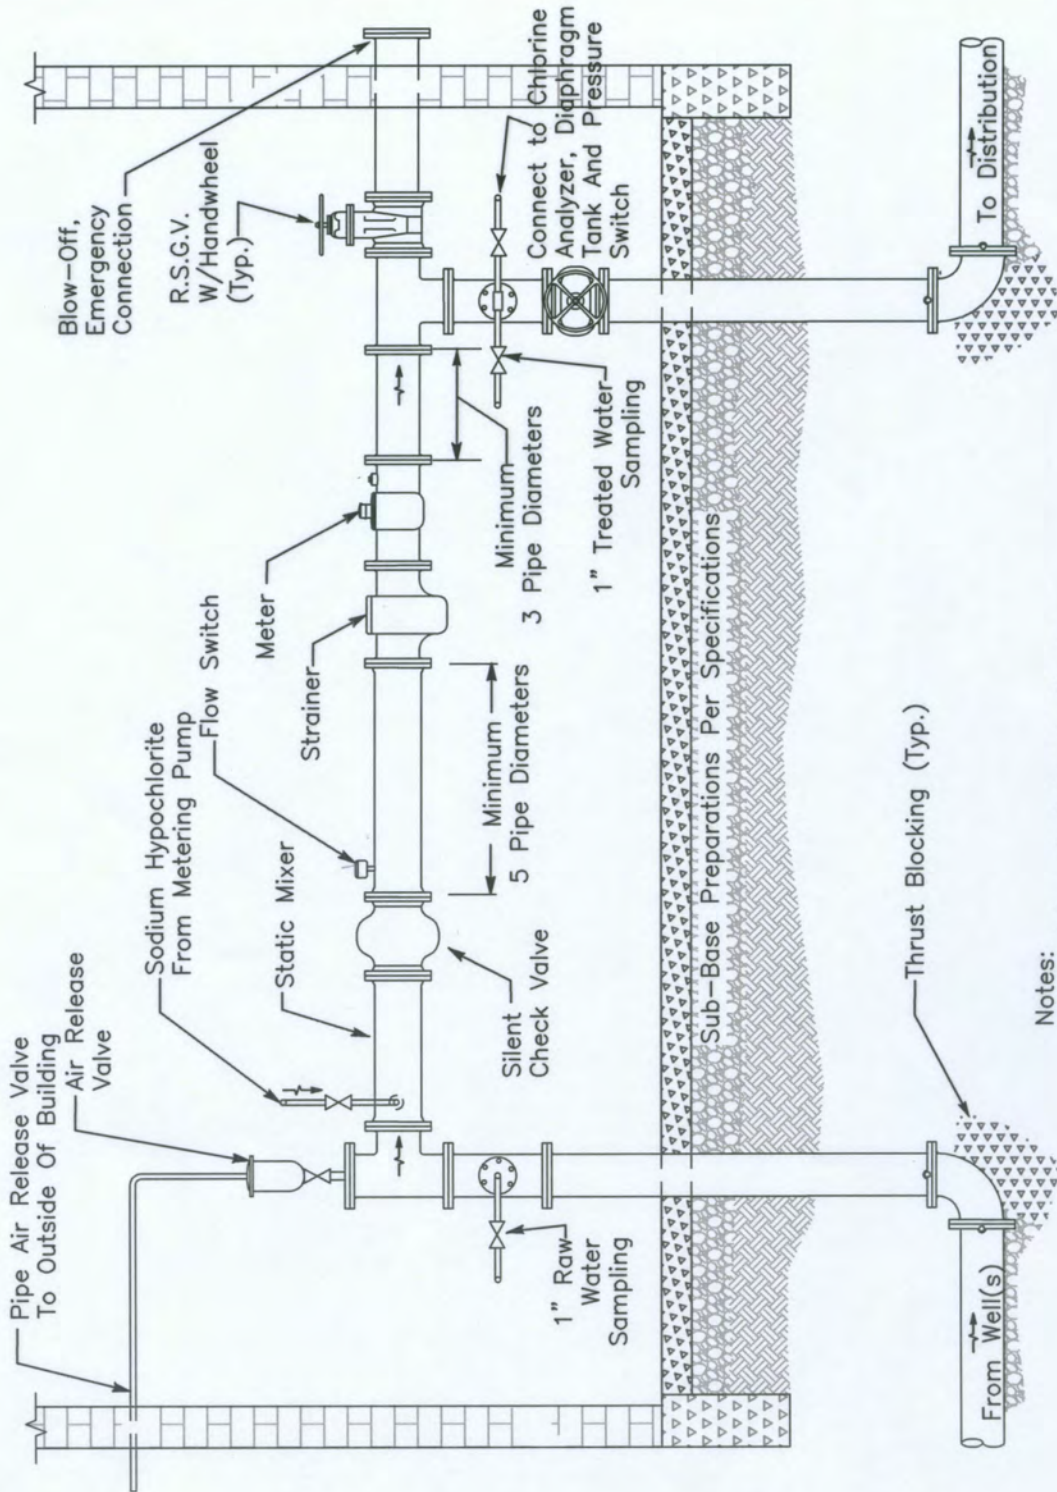 Pipe Air Release Valve
To Outside Of Building
Air Release
Valve
Sodium Hypochlorite
From Metering Pump
Flow Switch
Static Mixer
Strainer
Meter
Blow-Off,
Emergency
Connection
R.S.G.V.
W/Handwheel
(Typ.)
1" Raw
Water
Sampling
Silent
Check Valve
Minimum
5 Pipe Diameters
Minimum
3 Pipe Diameters
1" Treated Water
Sampling
Connect to Chlorine
Analyzer, Diaphragm
Tank And Pressure
Switch
Sub-Base Preparations Per Specifications
From Well(s)
Thrust Blocking (Typ.)
To Distribution
Notes: